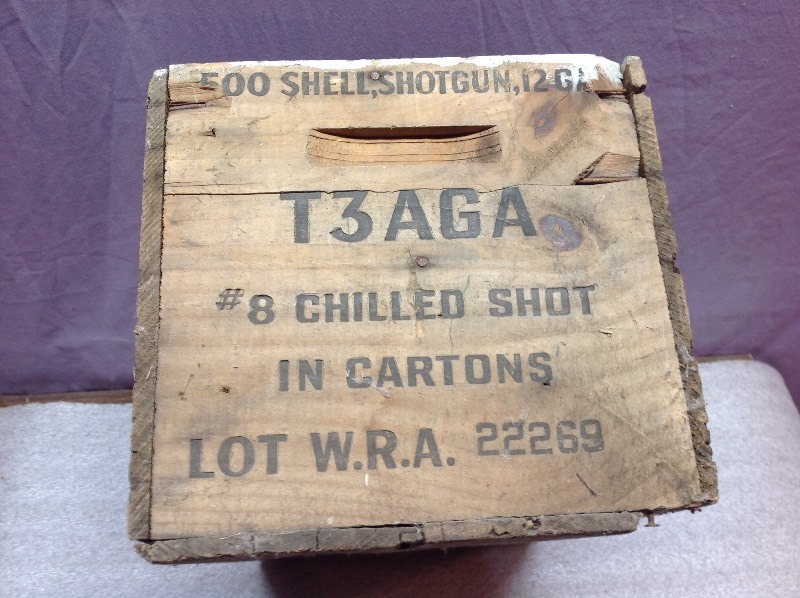 500 SHELL, SHOTGUN, 12 GA
T3AGA
#8 CHILLED SHOT
IN CARTONS
LOT W.R.A. 22269